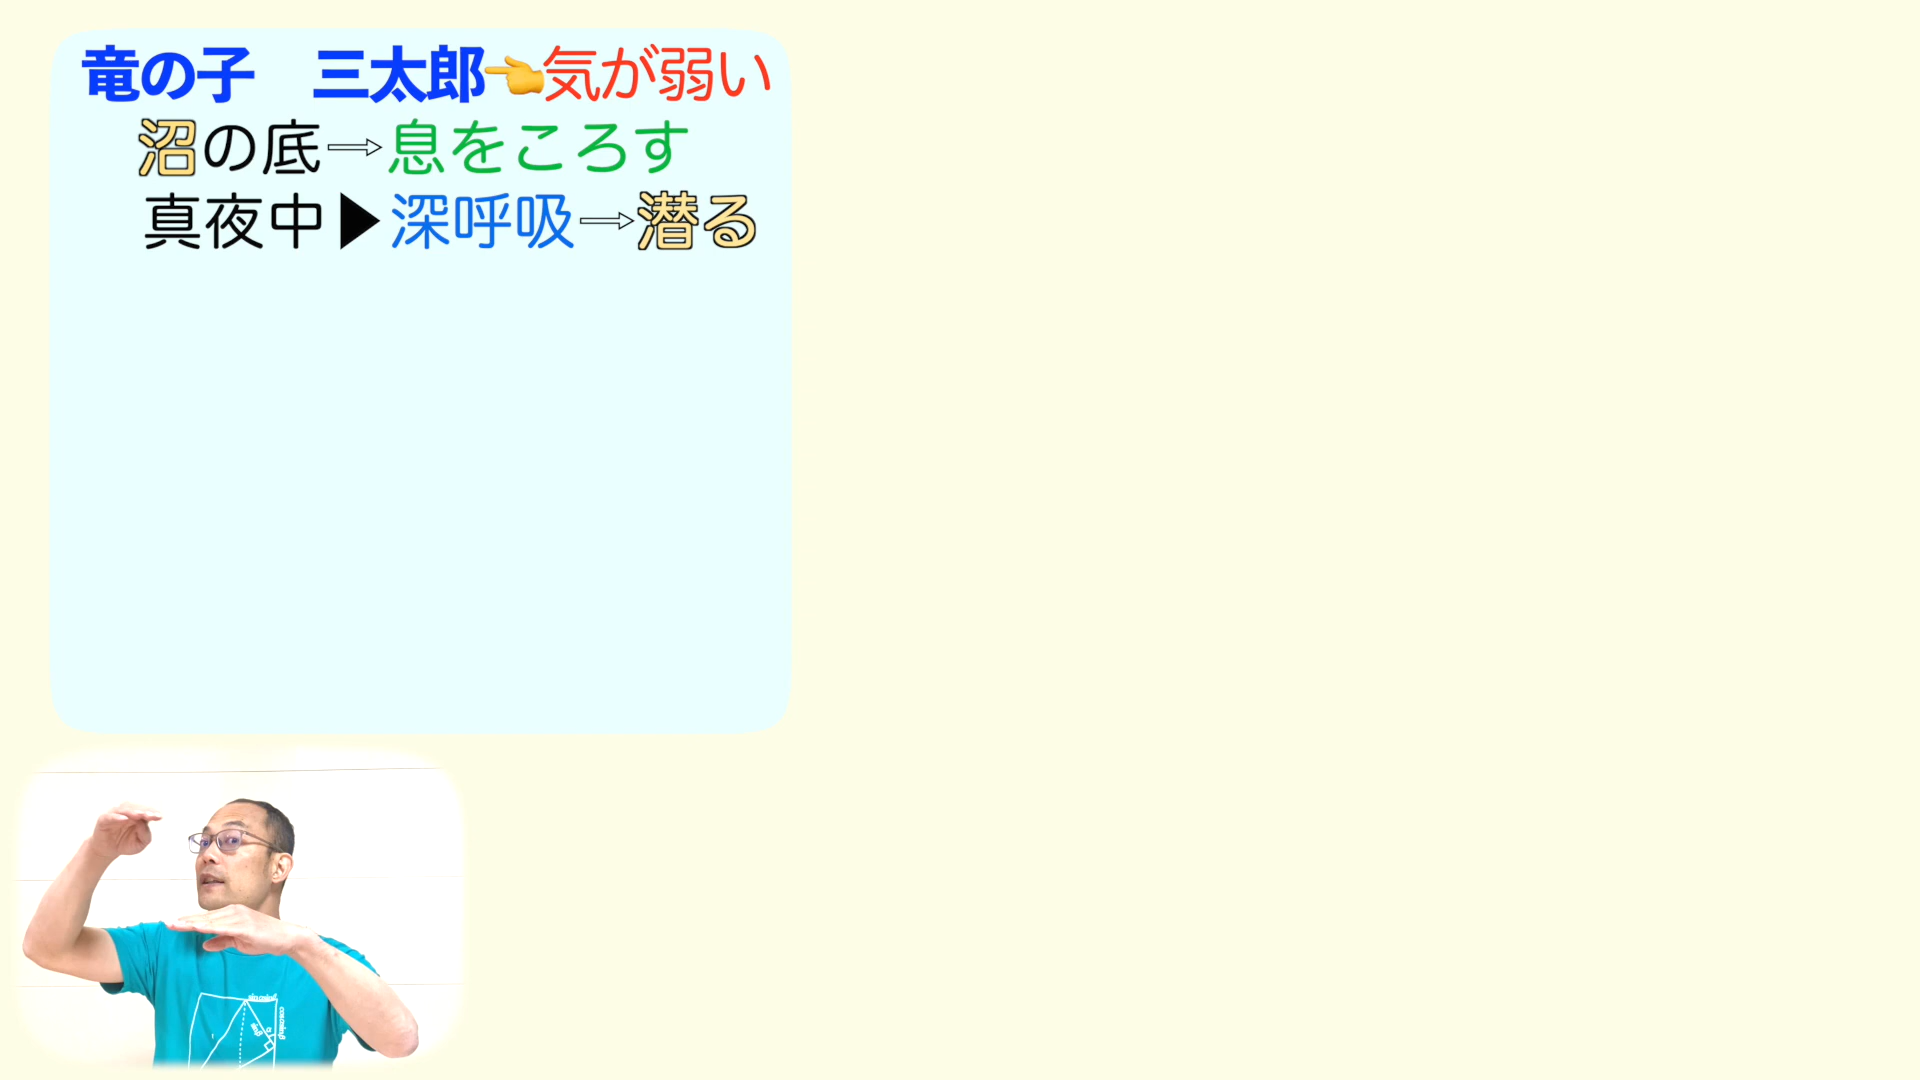 竜の子　三太郎👈気が弱い
沼の底⇨息をころす
真夜中▶深呼吸⇨潜る